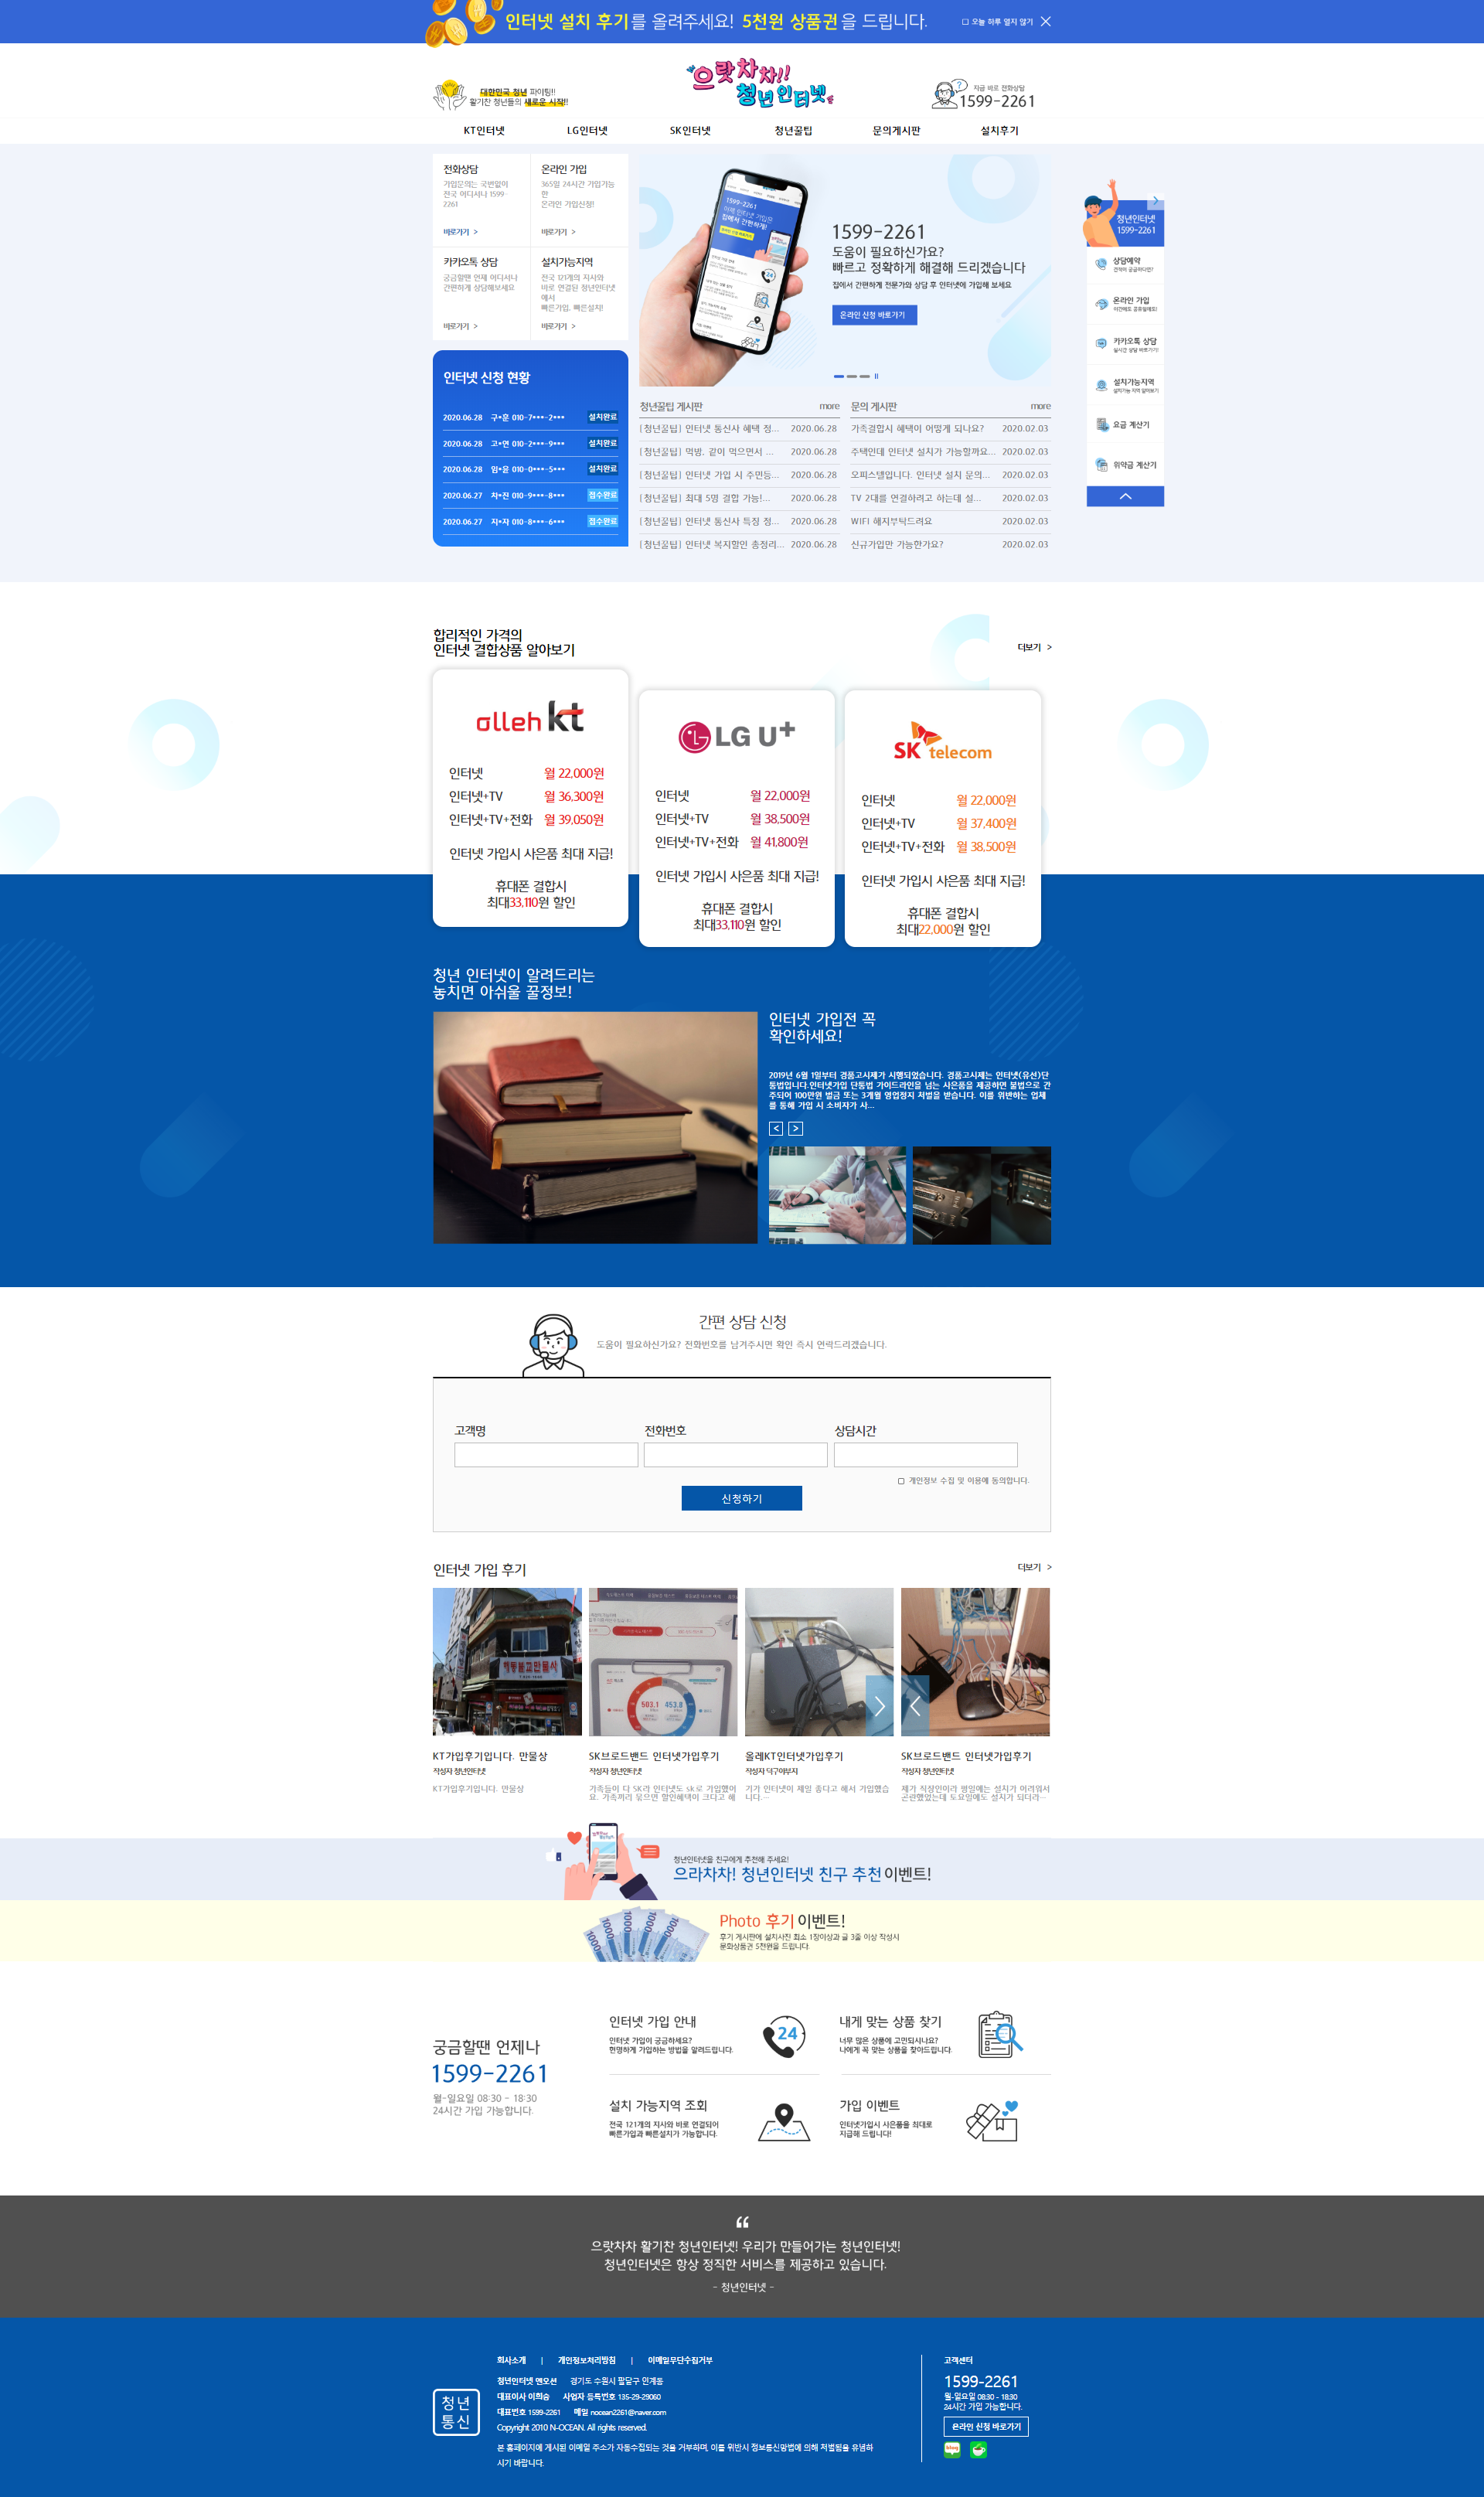 인터넷 설치 후기를 올려주세요! 5천원 상품권을 드립니다.
오늘 하루 열지 않기
대한민국 청년 파이팅!!
활기찬 청년들의 새로운 시작!!
으랏차차!!
청년인터넷
지금 바로 전화상담
1599-2261
KT인터넷
LG인터넷
SK인터넷
청년꿀팁
문의게시판
설치후기
전화상담
가입문의는 국번없이
전국 어디서나 1599-
2261
바로가기 >
온라인 가입
365일 24시간 가입가능
한
온라인 가입신청!
바로가기 >
카카오톡 상담
궁금할땐 언제 어디서나
간편하게 상담해보세요
바로가기 >
설치가능지역
전국 121개의 지사와
바로 연결된 청년인터넷
에서
빠른가입, 빠른설치!
바로가기 >
인터넷 신청 현황
2020.06.28 구*훈 010-7***-2*** 설치완료
2020.06.28 고*연 010-2***-9*** 설치완료
2020.06.28 임*윤 010-0***-5*** 설치완료
2020.06.27 차*진 010-9***-8*** 접수완료
2020.06.27 지*자 010-8***-6*** 접수완료
1599-2261
1599-2261
도움이 필요하신가요?
빠르고 정확하게 해결해 드리겠습니다
집에서 간편하게 전문가와 상담 후 인터넷에 가입해 보세요
온라인 신청 바로가기
청년꿀팁 게시판 more
[청년꿀팁] 인터넷 통신사 혜택 정... 2020.06.28
[청년꿀팁] 먹방, 같이 먹으면서 ... 2020.06.28
[청년꿀팁] 인터넷 가입 시 주민등... 2020.06.28
[청년꿀팁] 최대 5명 결합 가능!... 2020.06.28
[청년꿀팁] 인터넷 통신사 특징 정... 2020.06.28
[청년꿀팁] 인터넷 복지할인 총정리... 2020.06.28
문의 게시판 more
가족결합시 혜택이 어떻게 되나요? 2020.02.03
주택인데 인터넷 설치가 가능할까요... 2020.02.03
오피스텔입니다. 인터넷 설치 문의... 2020.02.03
TV 2대를 연결하려고 하는데 설... 2020.02.03
WIFI 해지부탁드려요 2020.02.03
신규가입만 가능한가요? 2020.02.03
청년인터넷
1599-2261
상담예약
온라인 가입
카카오톡 상담
설치가능지역
요금 계산기
위약금 계산기
합리적인 가격의
인터넷 결합상품 알아보기
더보기 >
olleh kt
인터넷 월 22,000원
인터넷+TV 월 36,300원
인터넷+TV+전화 월 39,050원
인터넷 가입시 사은품 최대 지급!
휴대폰 결합시
최대33,110원 할인
LG U+
인터넷 월 22,000원
인터넷+TV 월 38,500원
인터넷+TV+전화 월 41,800원
인터넷 가입시 사은품 최대 지급!
휴대폰 결합시
최대33,110원 할인
SK telecom
인터넷 월 22,000원
인터넷+TV 월 37,400원
인터넷+TV+전화 월 38,500원
인터넷 가입시 사은품 최대 지급!
휴대폰 결합시
최대22,000원 할인
청년 인터넷이 알려드리는
놓치면 아쉬울 꿀정보!
인터넷 가입전 꼭
확인하세요!
2019년 6월 1일부터 경품고시제가 시행되었습니다. 경품고시제는 인터넷(유선)단
통법입니다.인터넷가입 단통법 가이드라인을 넘는 사은품을 제공하면 불법으로 간
주되어 100만원 벌금 또는 3개월 영업정지 처벌을 받습니다. 이를 위반하는 업체
를 통해 가입 시 소비자가 사...
< >
간편 상담 신청
도움이 필요하신가요? 전화번호를 남겨주시면 확인 즉시 연락드리겠습니다.
고객명
전화번호
상담시간
개인정보 수집 및 이용에 동의합니다.
신청하기
인터넷 가입 후기
더보기 >
503.1 453.8
KT가입후기입니다. 만물상
작성자 청년인터넷
KT가입후기입니다. 만물상
SK브로드밴드 인터넷가입후기
작성자 청년인터넷
가족들이 다 SK라 인터넷도 SK로 가입했어
요. 가족끼리 묶으면 할인혜택이 크다고 해
올레KT인터넷가입후기
작성자 덕구아부지
기가 인터넷이 제일 좋다고 해서 가입했습
니다.…
SK브로드밴드 인터넷가입후기
작성자 청년인터넷
제가 직장인이라 평일에는 설치가 어려워서
곤란했었는데 토요일에도 설치가 되더라…
청년인터넷을 친구에게 추천해 주세요!
으라차차! 청년인터넷 친구 추천 이벤트!
Photo 후기 이벤트!
후기 게시판에 설치사진 최소 1장이상과 글 3줄 이상 작성시
문화상품권 5천원을 드립니다.
궁금할땐 언제나
1599-2261
월-일요일 08:30 - 18:30
24시간 가입 가능합니다.
인터넷 가입 안내
인터넷 가입이 궁금하세요?
현명하게 가입하는 방법을 알려드립니다.
24
내게 맞는 상품 찾기
너무 많은 상품에 고민되시나요?
나에게 꼭 맞는 상품을 찾아드립니다.
설치 가능지역 조회
전국 121개의 지사와 바로 연결되어
빠른가입과 빠른설치가 가능합니다.
가입 이벤트
인터넷가입시 사은품을 최대로
지급해 드립니다!
“
으랏차차 활기찬 청년인터넷! 우리가 만들어가는 청년인터넷!
청년인터넷은 항상 정직한 서비스를 제공하고 있습니다.
- 청년인터넷 -
청년
통신
회사소개 | 개인정보처리방침 | 이메일무단수집거부
청년인터넷 엔오션 경기도 수원시 팔달구 인계동
대표이사 이희승 사업자 등록번호 135-29-29060
대표번호 1599-2261 메일 nocean2261@naver.com
Copyright 2010 N-OCEAN. All rights reserved.
본 홈페이지에 게시된 이메일 주소가 자동수집되는 것을 거부하며, 이를 위반시 정보통신망법에 의해 처벌됨을 유념하
시기 바랍니다.
고객센터
1599-2261
월-일요일 08:30 - 18:30
24시간 가입 가능합니다.
온라인 신청 바로가기
blog